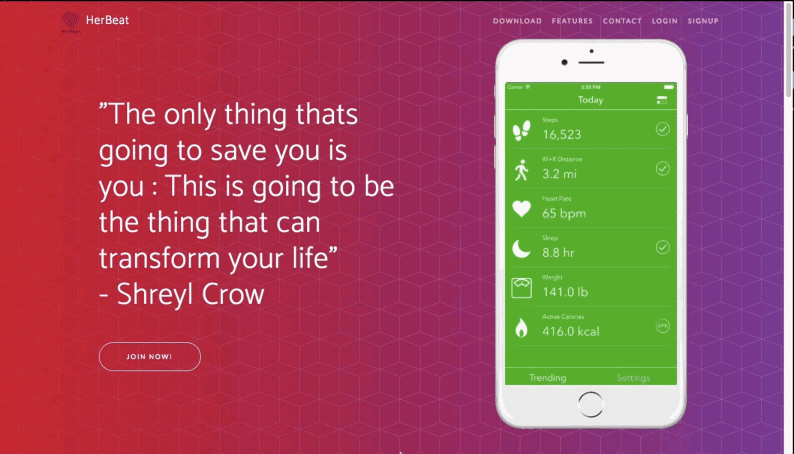 HerBeat
DOWNLOAD FEATURES CONTACT LOGIN SIGNUP
"The only thing thats
going to save you is
you : This is going to be
the thing that can
transform your life"
- Shreyl Crow
JOIN NOW!
Carrier 3:55 PM
Today
Steps
16,523
W+R Distance
3.2 mi
Heart Rate
65 bpm
Sleep
8.8 hr
Weight
141.0 lb
Active Calories
416.0 kcal
Trending Settings